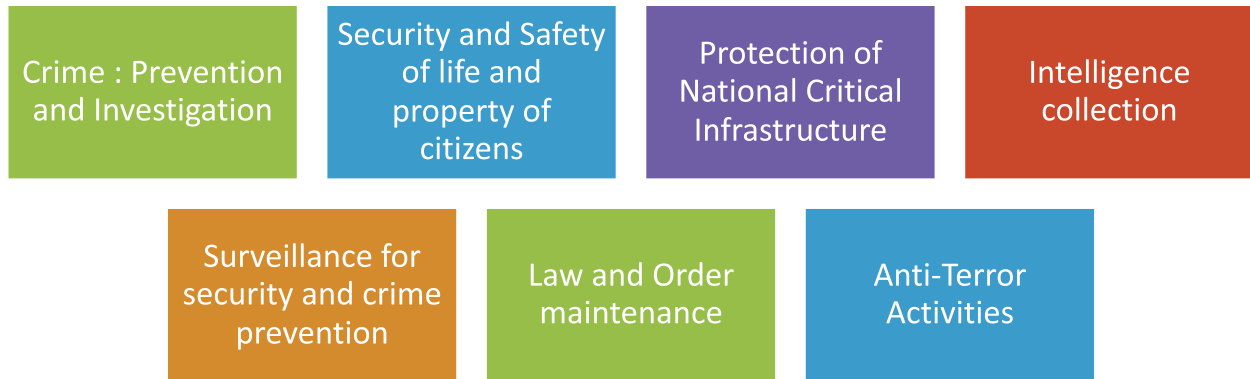 Crime : Prevention
and Investigation
Security and Safety
of life and
property of
citizens
Protection of
National Critical
Infrastructure
Intelligence
collection
Surveillance for
security and crime
prevention
Law and Order
maintenance
Anti-Terror
Activities